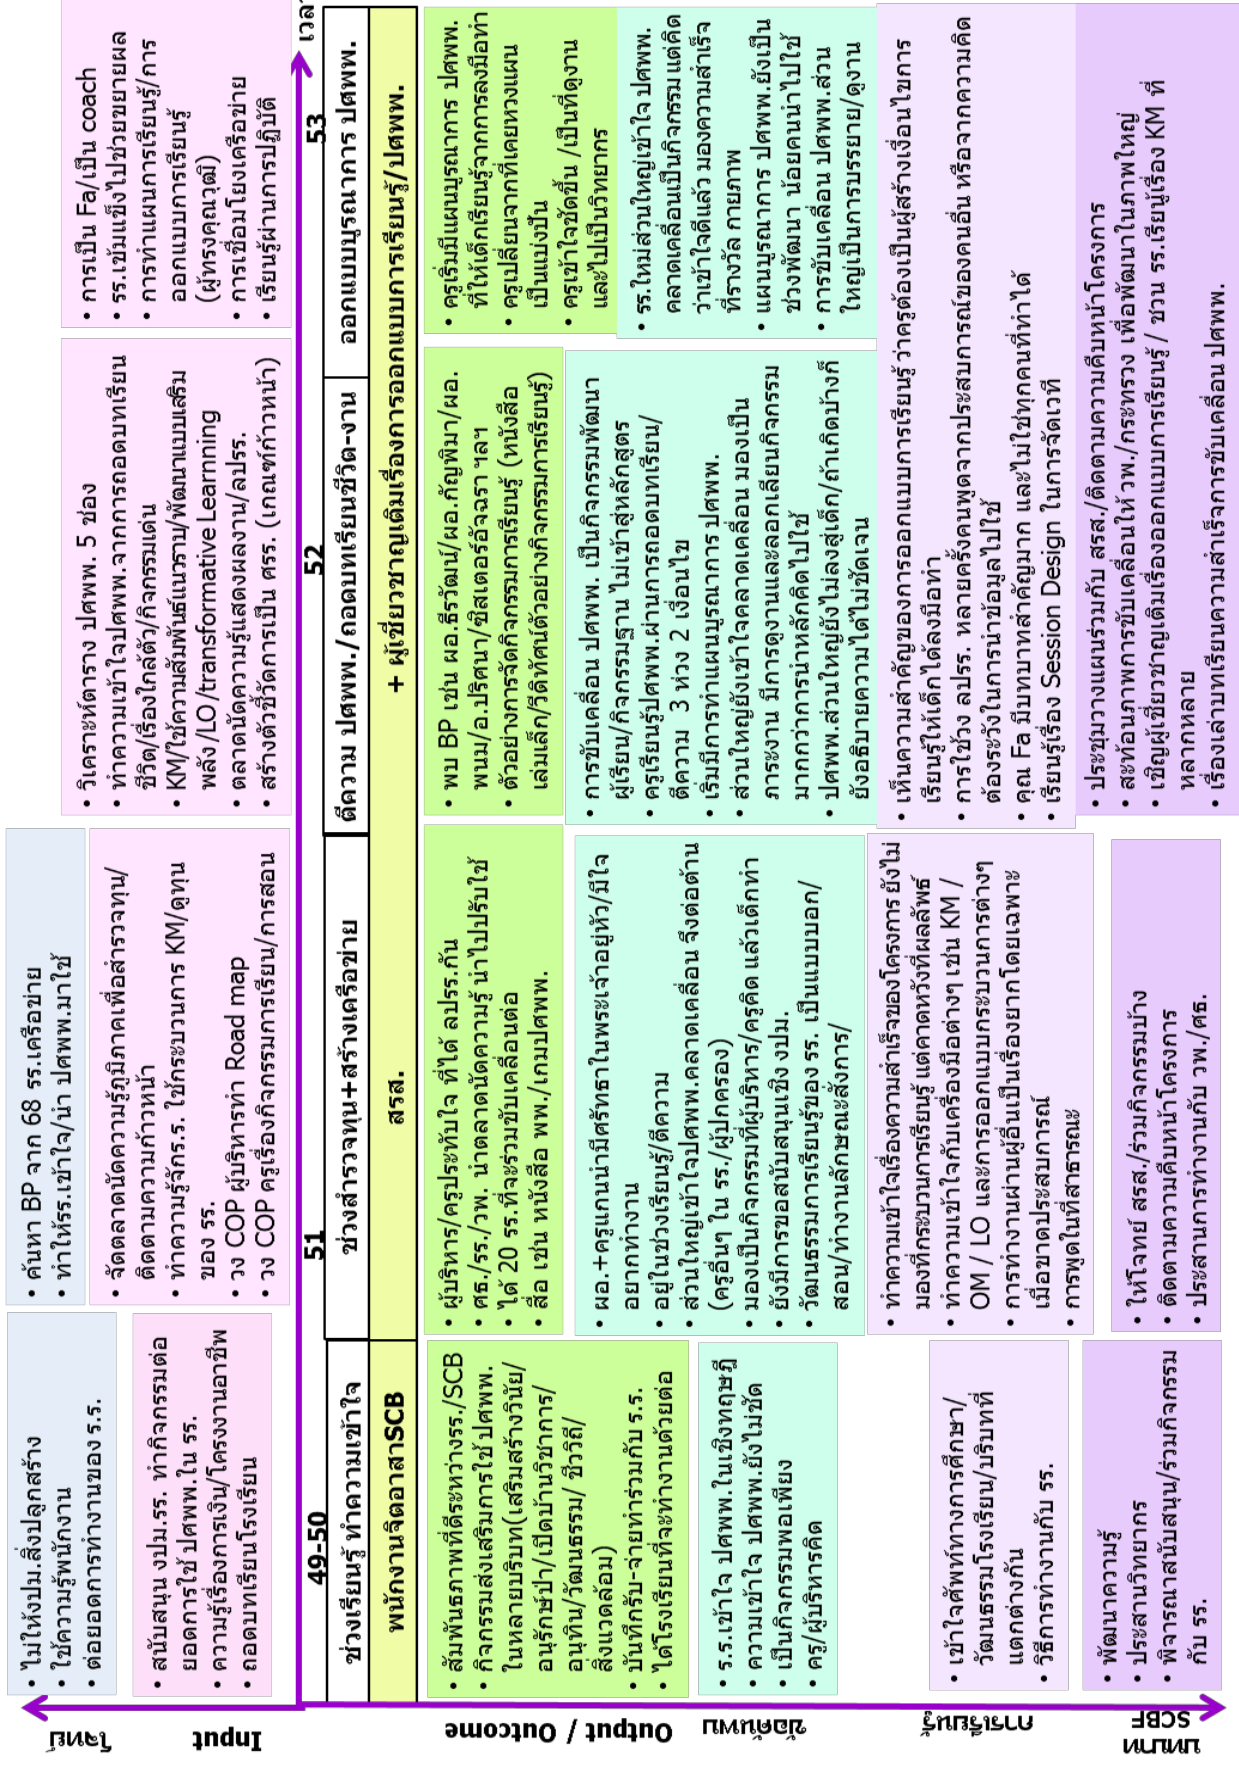 โจทย์
• ไม่ให้งปม.สิ่งปลูกสร้าง
• ใช้ความรู้พนักงาน
• ต่อยอดการทำงานของ ร.ร.
• ค้นหา BP จาก 68 รร.เครือข่าย
• ทำให้รร.เข้าใจ/นำ ปศพพ.มาใช้
Input
• สนับสนุน งปม.รร. ทำกิจกรรมต่อ
ยอดการใช้ ปศพพ.ใน รร.
• ความรู้เรื่องการเงิน/โครงงานอาชีพ
• ถอดบทเรียนโรงเรียน
• จัดตลาดนัดความรู้ภูมิภาคเพื่อสำรวจทุน/
ติดตามความก้าวหน้า
• ทำความรู้จักร.ร. ใช้กระบวนการ KM/ดูทุน
ของ รร.
• วง COP ผู้บริหารทำ Road map
• วง COP ครูเรื่องกิจกรรมการเรียน/การสอน
• วิเคราะห์ตาราง ปศพพ. 5 ช่อง
• ทำความเข้าใจปศพพ.จากการถอดบทเรียน
ชีวิต/เรื่องใกล้ตัว/กิจกรรมเด่น
• KM/ใช้ความสัมพันธ์แนวราบ/พัฒนาแบบเสริม
พลัง /LO/transformative Learning
• ตลาดนัดความรู้แสดงผลงาน/ลปรร.
• สร้างตัวชี้วัดการเป็น ศรร. (เกณฑ์ก้าวหน้า)
• การเป็น Fa/เป็น coach
• รร.เข้มแข็งไปช่วยขยายผล
• การทำแผนการเรียนรู้/การ
ออกแบบการเรียนรู้
(ผู้ทรงคุณวุฒิ)
• การเชื่อมโยงเครือข่าย
• เรียนรู้ผ่านการปฏิบัติ
49-50
51
52
53
เวลา
ช่วงเรียนรู้ ทำความเข้าใจ
ช่วงสำรวจทุน+สร้างเครือข่าย
ตีความ ปศพพ./ถอดบทเรียนชีวิต-งาน
ออกแบบบูรณาการ ปศพพ.
พนักงานจิตอาสาSCB
สรส.
+ ผู้เชี่ยวชาญเติมเรื่องการออกแบบการเรียนรู้/ปศพพ.
Output / Outcome
• สัมพันธภาพที่ดีระหว่างรร./SCB
• กิจกรรมส่งเสริมการใช้ ปศพพ.
ในหลายบริบท(เสริมสร้างวินัย/
อนุรักษ์ป่า/เปิดบ้านวิชาการ/
อนุทิน/วัฒนธรรม/ ชีววิถี/
สิ่งแวดล้อม)
• บันทึกรับ-จ่ายทำร่วมกับ ร.ร.
• ได้โรงเรียนที่จะทำงานด้วยต่อ
• ผู้บริหาร/ครูประทับใจ ที่ได้ ลปรร.กัน
• ศธ./รร./วพ. นำตลาดนัดความรู้ นำไปปรับใช้
• ได้ 20 รร.ที่จะร่วมขับเคลื่อนต่อ
• สื่อ เช่น หนังสือ พพ./เกมปศพพ.
• พบ BP เช่น ผอ.ธีรวัฒน์/ผอ.กัญพิมา/ผอ.
พนม/อ.ปริศนา/ซิสเตอร์อัจฉรา ฯลฯ
• ตัวอย่างการจัดกิจกรรมการเรียนรู้ (หนังสือ
เล่มเล็ก/วิดิทัศน์ตัวอย่างกิจกรรมการเรียนรู้)
• ครูเริ่มมีแผนบูรณาการ ปศพพ.
ที่ให้เด็กเรียนรู้จากการลงมือทำ
• ครูเปลี่ยนจากที่เคยหวงแผน
เป็นแบ่งปัน
• ครูเข้าใจชัดขึ้น /เป็นที่ดูงาน
และไปเป็นวิทยากร
ข้อค้นพบ
• ร.ร.เข้าใจ ปศพพ.ในเชิงทฤษฎี
• ความเข้าใจ ปศพพ.ยังไม่ชัด
• เป็นกิจกรรมพอเพียง
• ครู/ผู้บริหารคิด
• ผอ.+ครูแกนนำมีศรัทธาในพระเจ้าอยู่หัว/มีใจ
อยากทำงาน
• อยู่ในช่วงเรียนรู้/ตีความ
• ส่วนใหญ่เข้าใจปศพพ.คลาดเคลื่อน จึงต่อต้าน
(ครูอื่นๆ ใน รร./ผู้ปกครอง)
• มองเป็นกิจกรรมที่ผู้บริหาร/ครูคิด แล้วเด็กทำ
• ยังมีการขอสนับสนุนเชิง งปม.
• วัฒนธรรมการเรียนรู้ของ รร. เป็นแบบบอก/
สอน/ทำงานลักษณะสั่งการ/
• การขับเคลื่อน ปศพพ. เป็นกิจกรรมพัฒนา
ผู้เรียน/กิจกรรมฐาน ไม่เข้าสู่หลักสูตร
• ครูเรียนรู้ปศพพ.ผ่านการถอดบทเรียน/
ตีความ 3 ห่วง 2 เงื่อนไข
• เริ่มมีการทำแผนบูรณาการ ปศพพ.
• ส่วนใหญ่ยังเข้าใจคลาดเคลื่อน มองเป็น
ภาระงาน มีการดูงานและลอกเลียนกิจกรรม
มากกว่าการนำหลักคิดไปใช้
• ปศพพ.ส่วนใหญ่ยังไม่ลงสู่เด็ก/ถ้าเกิดบ้างก็
ยังอธิบายความได้ไม่ชัดเจน
• รร.ใหม่ส่วนใหญ่เข้าใจ ปศพพ.
คลาดเคลื่อนเป็นกิจกรรม แต่คิด
ว่าเข้าใจดีแล้ว มองความสำเร็จ
ที่รางวัล กายภาพ
• แผนบูรณาการ ปศพพ.ยังเป็น
ช่วงพัฒนา น้อยคนนำไปใช้
• การขับเคลื่อน ปศพพ.ส่วน
ใหญ่เป็นการบรรยาย/ดูงาน
การเรียนรู้
• เข้าใจศัพท์ทางการศึกษา/
วัฒนธรรมโรงเรียน/บริบทที่
แตกต่างกัน
• วิธีการทำงานกับ รร.
• ทำความเข้าใจเรื่องความสำเร็จของโครงการ ยังไม่
มองที่กระบวนการเรียนรู้ แต่คาดหวังที่ผลลัพธ์
• ทำความเข้าใจกับเครื่องมือต่างๆ เช่น KM /
OM / LO และการออกแบบกระบวนการต่างๆ
• การทำงานผ่านผู้อื่นเป็นเรื่องยากโดยเฉพาะ
เมื่อขาดประสบการณ์
• การพูดในที่สาธารณะ
• เห็นความสำคัญของการออกแบบการเรียนรู้ ว่าครูต้องเป็นผู้สร้างเงื่อนไขการ
เรียนรู้ให้เด็กได้ลงมือทำ
• การใช้วง ลปรร. หลายครั้งคนพูดจากประสบการณ์ของคนอื่น หรือจากความคิด
ต้องระวังในการนำข้อมูลไปใช้
• คุณ Fa มีบทบาทสำคัญมาก และไม่ใช่ทุกคนที่ทำได้
• เรียนรู้เรื่อง Session Design ในการจัดเวที
บทบาท
SCBF
• พัฒนาความรู้
• ประสานวิทยากร
• พิจารณาสนับสนุน/ร่วมกิจกรรม
กับ รร.
• ให้โจทย์ สรส./ร่วมกิจกรรมบ้าง
• ติดตามความคืบหน้าโครงการ
• ประสานการทำงานกับ วพ./ศธ.
• ประชุมวางแผนร่วมกับ สรส./ติดตามความคืบหน้าโครงการ
• สะท้อนภาพการขับเคลื่อนให้ วพ./กระทรวง เพื่อพัฒนาในภาพใหญ่
• เชิญผู้เชี่ยวชาญเติมเรื่องออกแบบการเรียนรู้ / ชวน รร.เรียนรู้เรื่อง KM ที่
หลากหลาย
• เรื่องเล่าบทเรียนความสำเร็จการขับเคลื่อน ปศพพ.